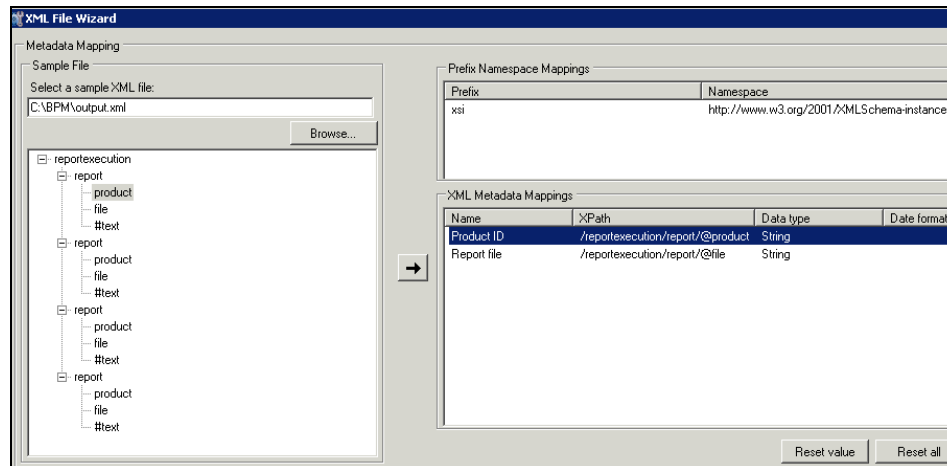 XML File Wizard
Metadata Mapping
Sample File
Select a sample XML file:
C:\BPM\output.xml
Browse...
reportexecution
report
product
file
#text
report
product
file
#text
report
product
file
#text
report
product
file
#text
Prefix Namespace Mappings
Prefix Namespace
xsi http://www.w3.org/2001/XMLSchema-instance
XML Metadata Mappings
Name XPath Data type Date format
Product ID /reportexecution/report/@product String
Report file /reportexecution/report/@file String
Reset value Reset all